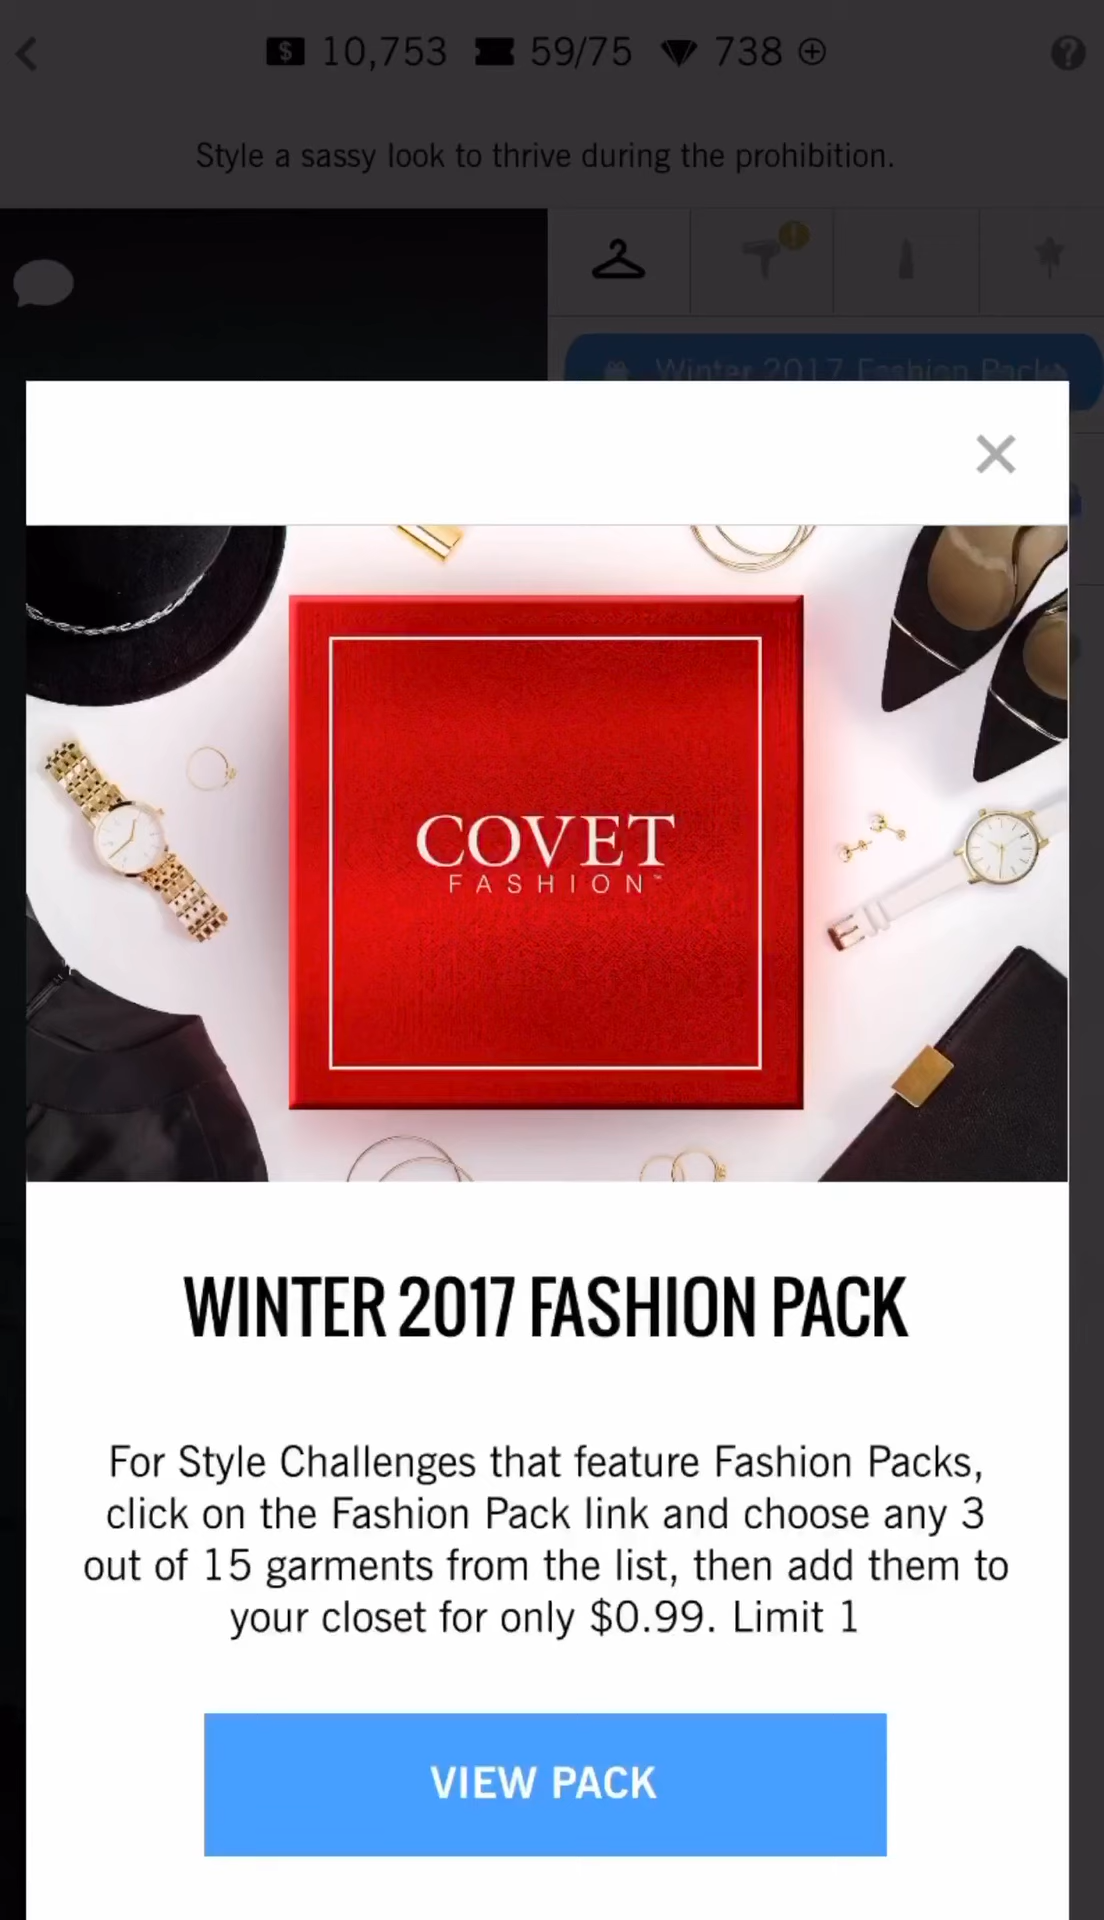 $ 10,753 59/75 738
?
Style a sassy look to thrive during the prohibition.
!
Winter 2017 Fashion Pack
COVET
FASHION™
WINTER 2017 FASHION PACK
For Style Challenges that feature Fashion Packs,
click on the Fashion Pack link and choose any 3
out of 15 garments from the list, then add them to
your closet for only $0.99. Limit 1
VIEW PACK